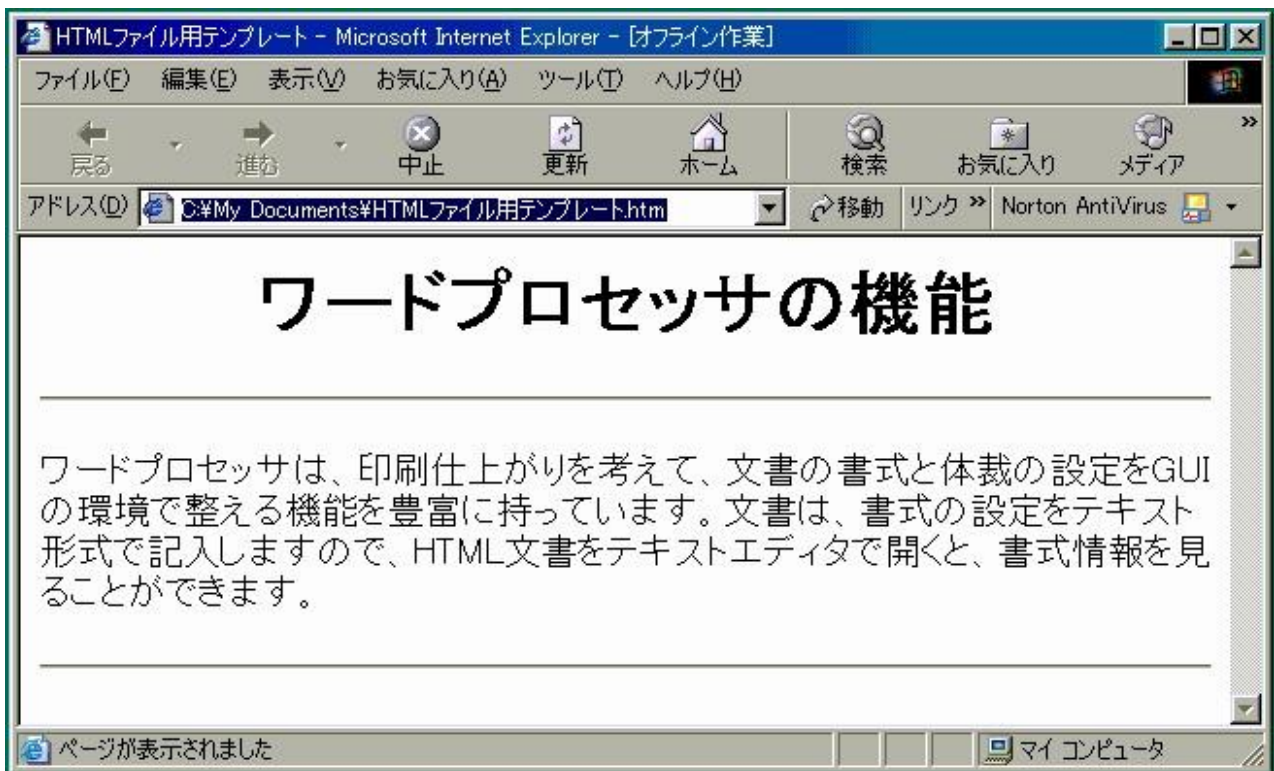 HTMLファイル用テンプレート - Microsoft Internet Explorer - [オフライン作業]
ファイル(F) 編集(E) 表示(V) お気に入り(A) ツール(T) ヘルプ(H)
戻る 進む 中止 更新 ホーム 検索 お気に入り メディア »
アドレス(D) C:¥My Documents¥HTMLファイル用テンプレート.htm 移動 リンク » Norton AntiVirus
ワードプロセッサの機能
ワードプロセッサは、印刷仕上がりを考えて、文書の書式と体裁の設定をGUI
の環境で整える機能を豊富に持っています。文書は、書式の設定をテキスト
形式で記入しますので、HTML文書をテキストエディタで開くと、書式情報を見
ることができます。
ページが表示されました マイ コンピュータ